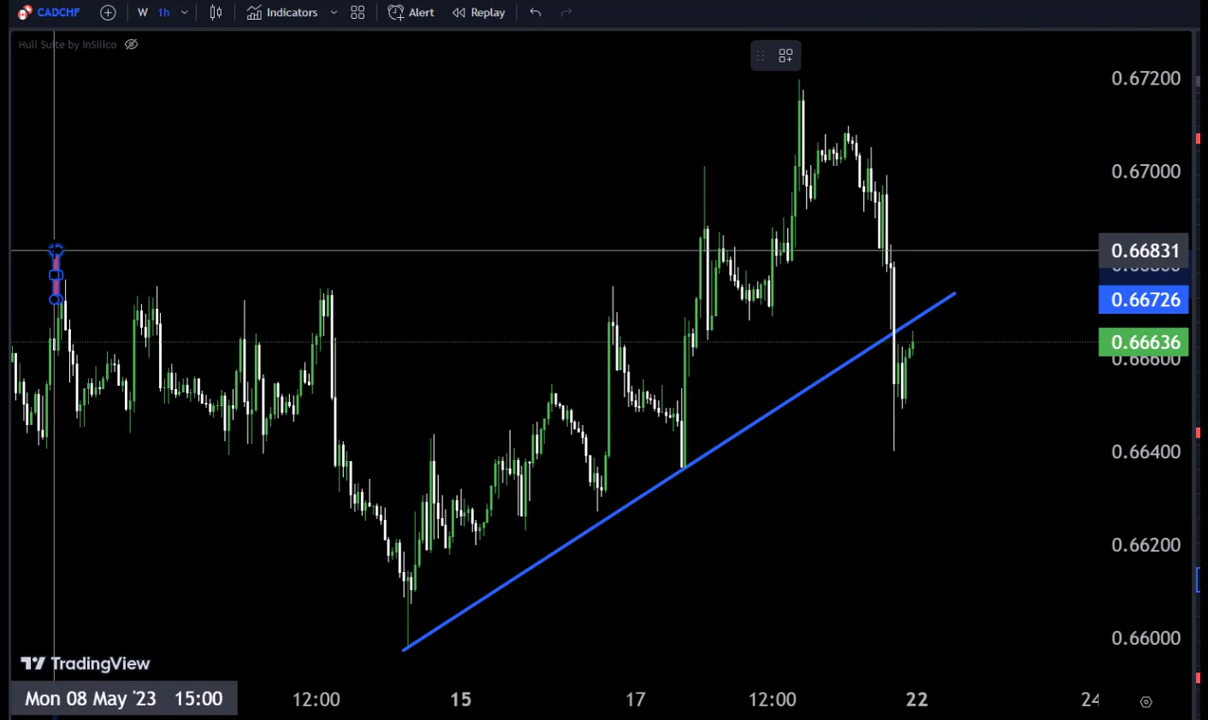 CADCHF W 1h Indicators Alert Replay
Hull Suite by InSilico
0.67200
0.67000
0.66831
0.66726
0.66636
0.66600
0.66400
0.66200
0.66000
TradingView
Mon 08 May '23 15:00 12:00 15 17 12:00 22 24